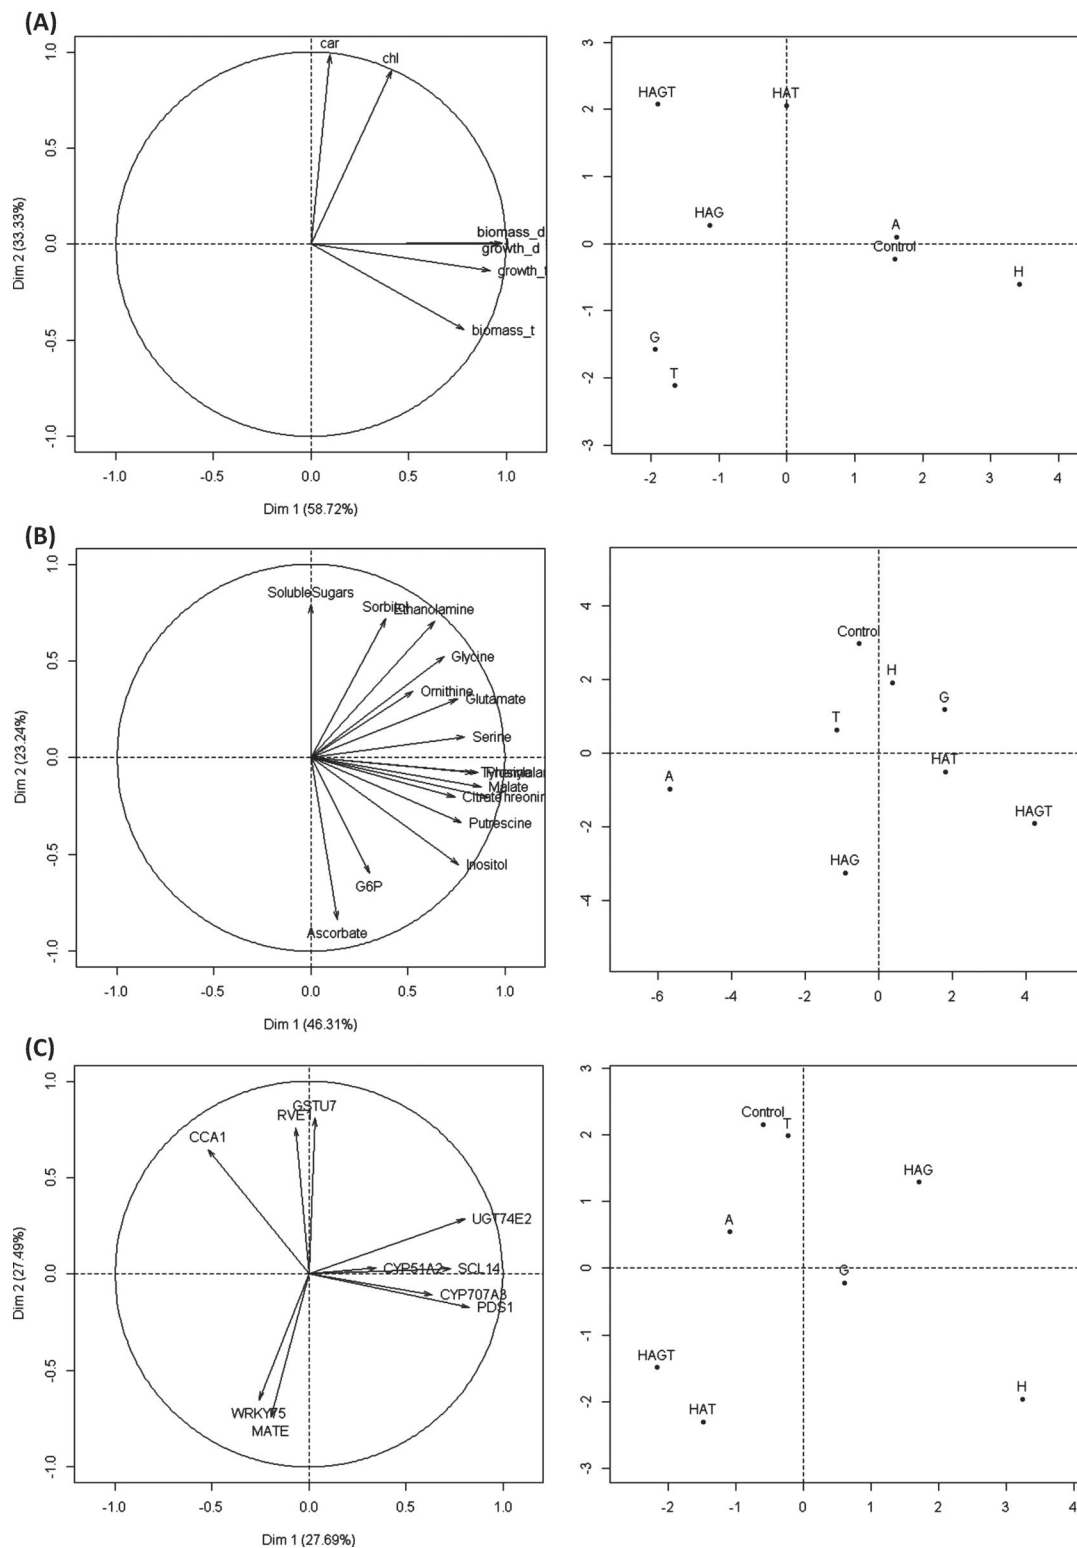 (A)
car
chl
biomass_d
growth_d
growth_t
biomass_t
1.0
0.5
0.0
-0.5
-1.0
Dim 2 (33.33%)
-1.0 -0.5 0.0 0.5 1.0
Dim 1 (58.72%)
HAGT
HAT
HAG
A
Control
H
G
T
3
2
1
0
-1
-2
-3
-2 -1 0 1 2 3 4
(B)
SolubleSugars
Sorbitol
Ethanolamine
Glycine
Ornithine
Glutamate
Serine
Malate
Citrate
Putrescine
Inositol
G6P
Ascorbate
1.0
0.5
0.0
-0.5
-1.0
Dim 2 (23.24%)
-1.0 -0.5 0.0 0.5 1.0
Dim 1 (46.31%)
Control
H
G
T
HAT
A
HAGT
HAG
4
2
0
-2
-4
-6 -4 -2 0 2 4
(C)
GSTU7
RVE1
CCA1
UGT74E2
CYP51A2
SCL14
CYP707A3
PDS1
WRKY75
MATE
1.0
0.5
0.0
-0.5
-1.0
Dim 2 (27.49%)
-1.0 -0.5 0.0 0.5 1.0
Dim 1 (27.69%)
Control
T
HAG
A
G
HAGT
HAT
H
3
2
1
0
-1
-2
-3
-2 -1 0 1 2 3 4